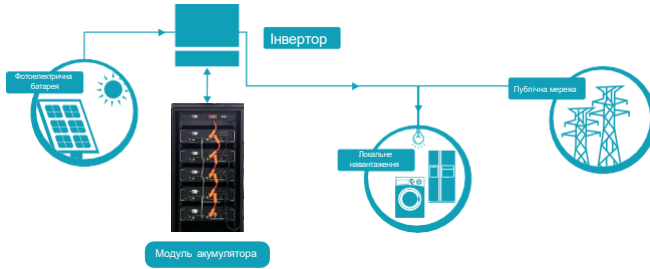 Інвертор
Фотоелектрична
батарея
Публічна мережа
Локальне
навантаження
Модуль акумулятора